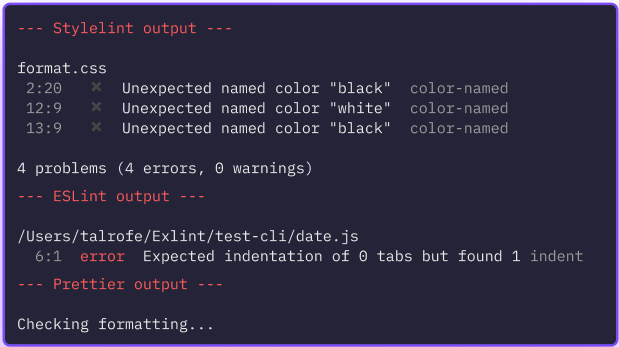 --- Stylelint output ---
format.css
2:20 ✖ Unexpected named color "black" color-named
12:9 ✖ Unexpected named color "white" color-named
13:9 ✖ Unexpected named color "black" color-named
4 problems (4 errors, 0 warnings)
--- ESLint output ---
/Users/talrofe/Exlint/test-cli/date.js
6:1 error Expected indentation of 0 tabs but found 1 indent
--- Prettier output ---
Checking formatting...